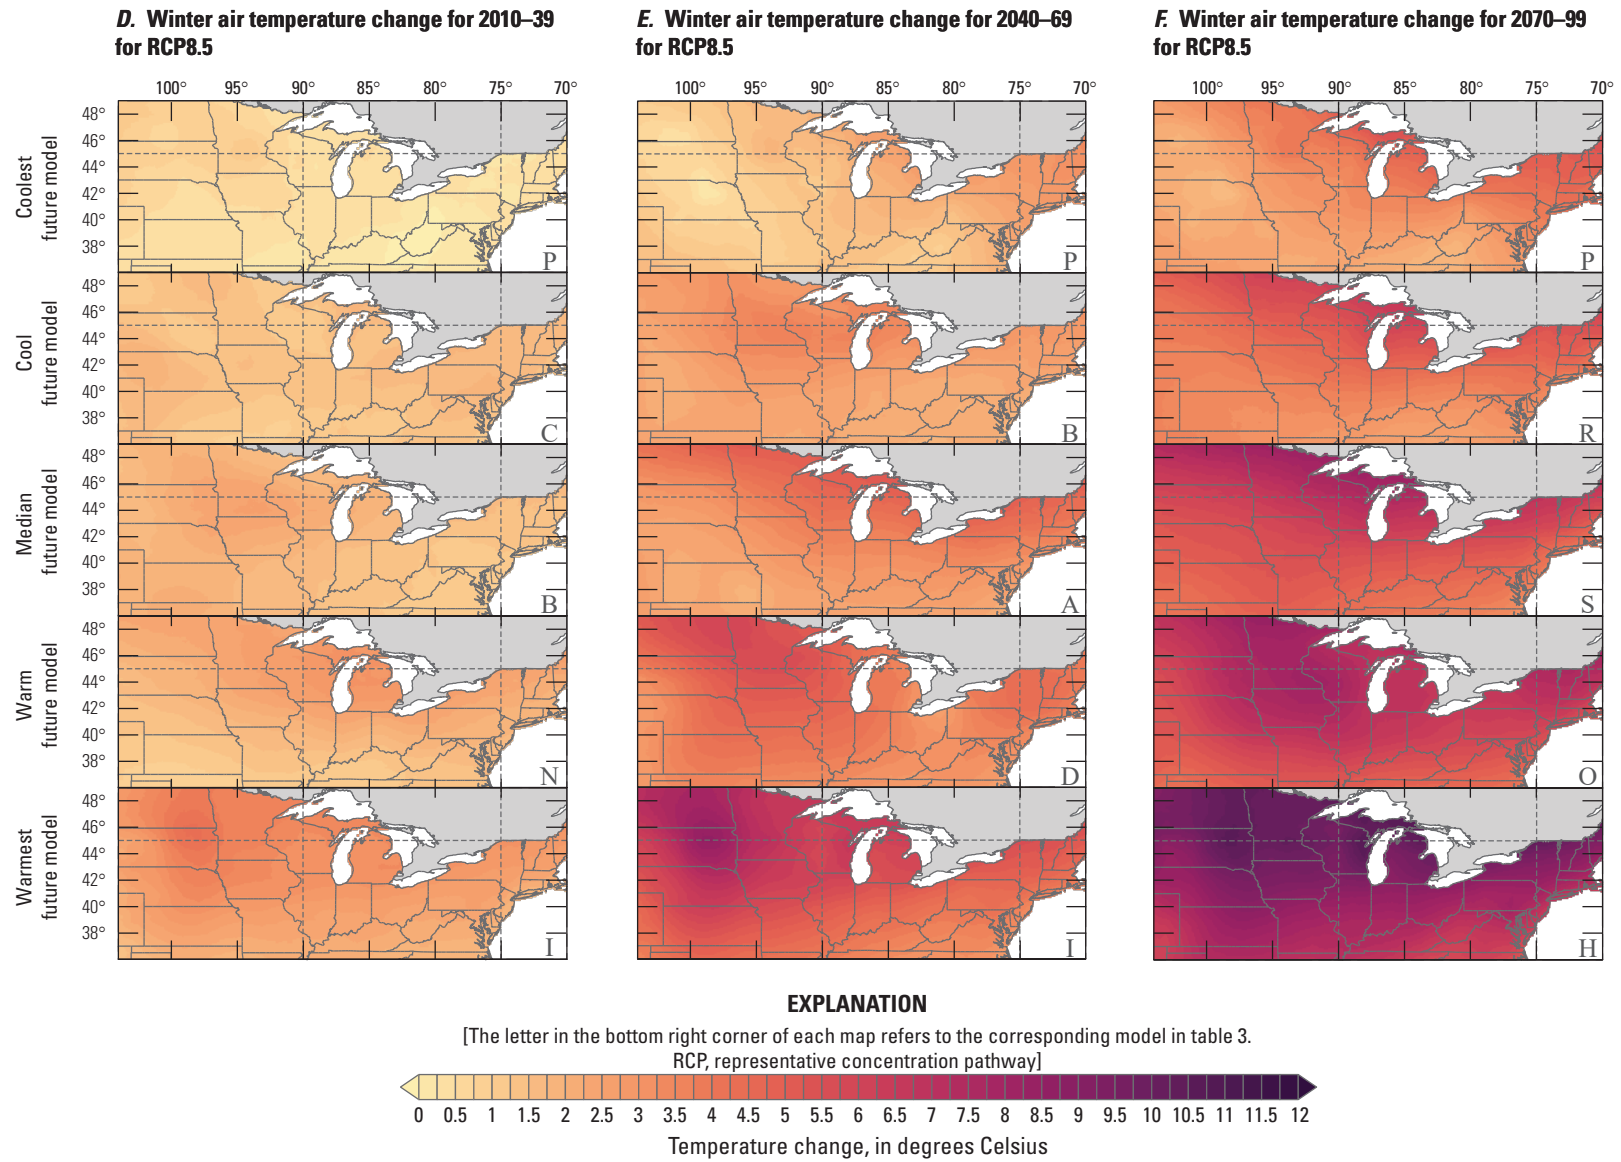 D. Winter air temperature change for 2010–39
for RCP8.5
E. Winter air temperature change for 2040–69
for RCP8.5
F. Winter air temperature change for 2070–99
for RCP8.5
100° 95° 90° 85° 80° 75° 70°
100° 95° 90° 85° 80° 75° 70°
100° 95° 90° 85° 80° 75° 70°
Coolest
future model
48°
46°
44°
42°
40°
38°
P
P
P
Cool
future model
48°
46°
44°
42°
40°
38°
C
B
R
Median
future model
48°
46°
44°
42°
40°
38°
B
A
S
Warm
future model
48°
46°
44°
42°
40°
38°
N
D
O
Warmest
future model
48°
46°
44°
42°
40°
38°
I
I
H
EXPLANATION
[The letter in the bottom right corner of each map refers to the corresponding model in table 3.
RCP, representative concentration pathway]
0 0.5 1 1.5 2 2.5 3 3.5 4 4.5 5 5.5 6 6.5 7 7.5 8 8.5 9 9.5 10 10.5 11 11.5 12
Temperature change, in degrees Celsius